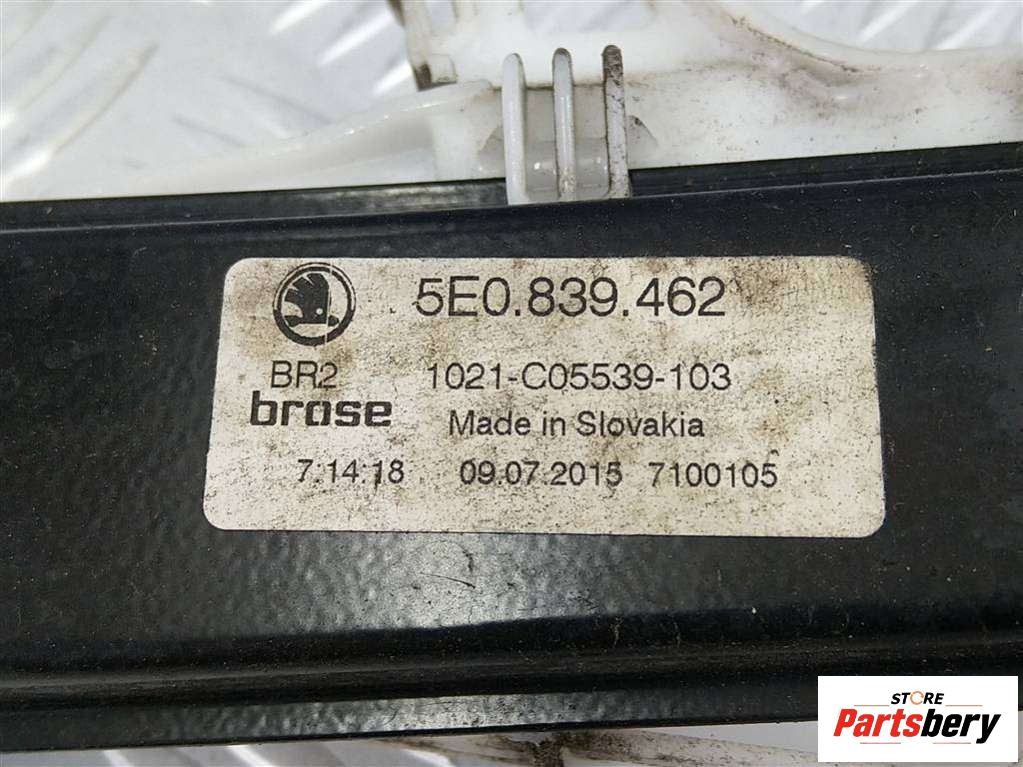 5E0.839.462
BR2 1021-C05539-103
brose Made in Slovakia
7:14:18 09.07.2015 7100105
STORE
Partsbery